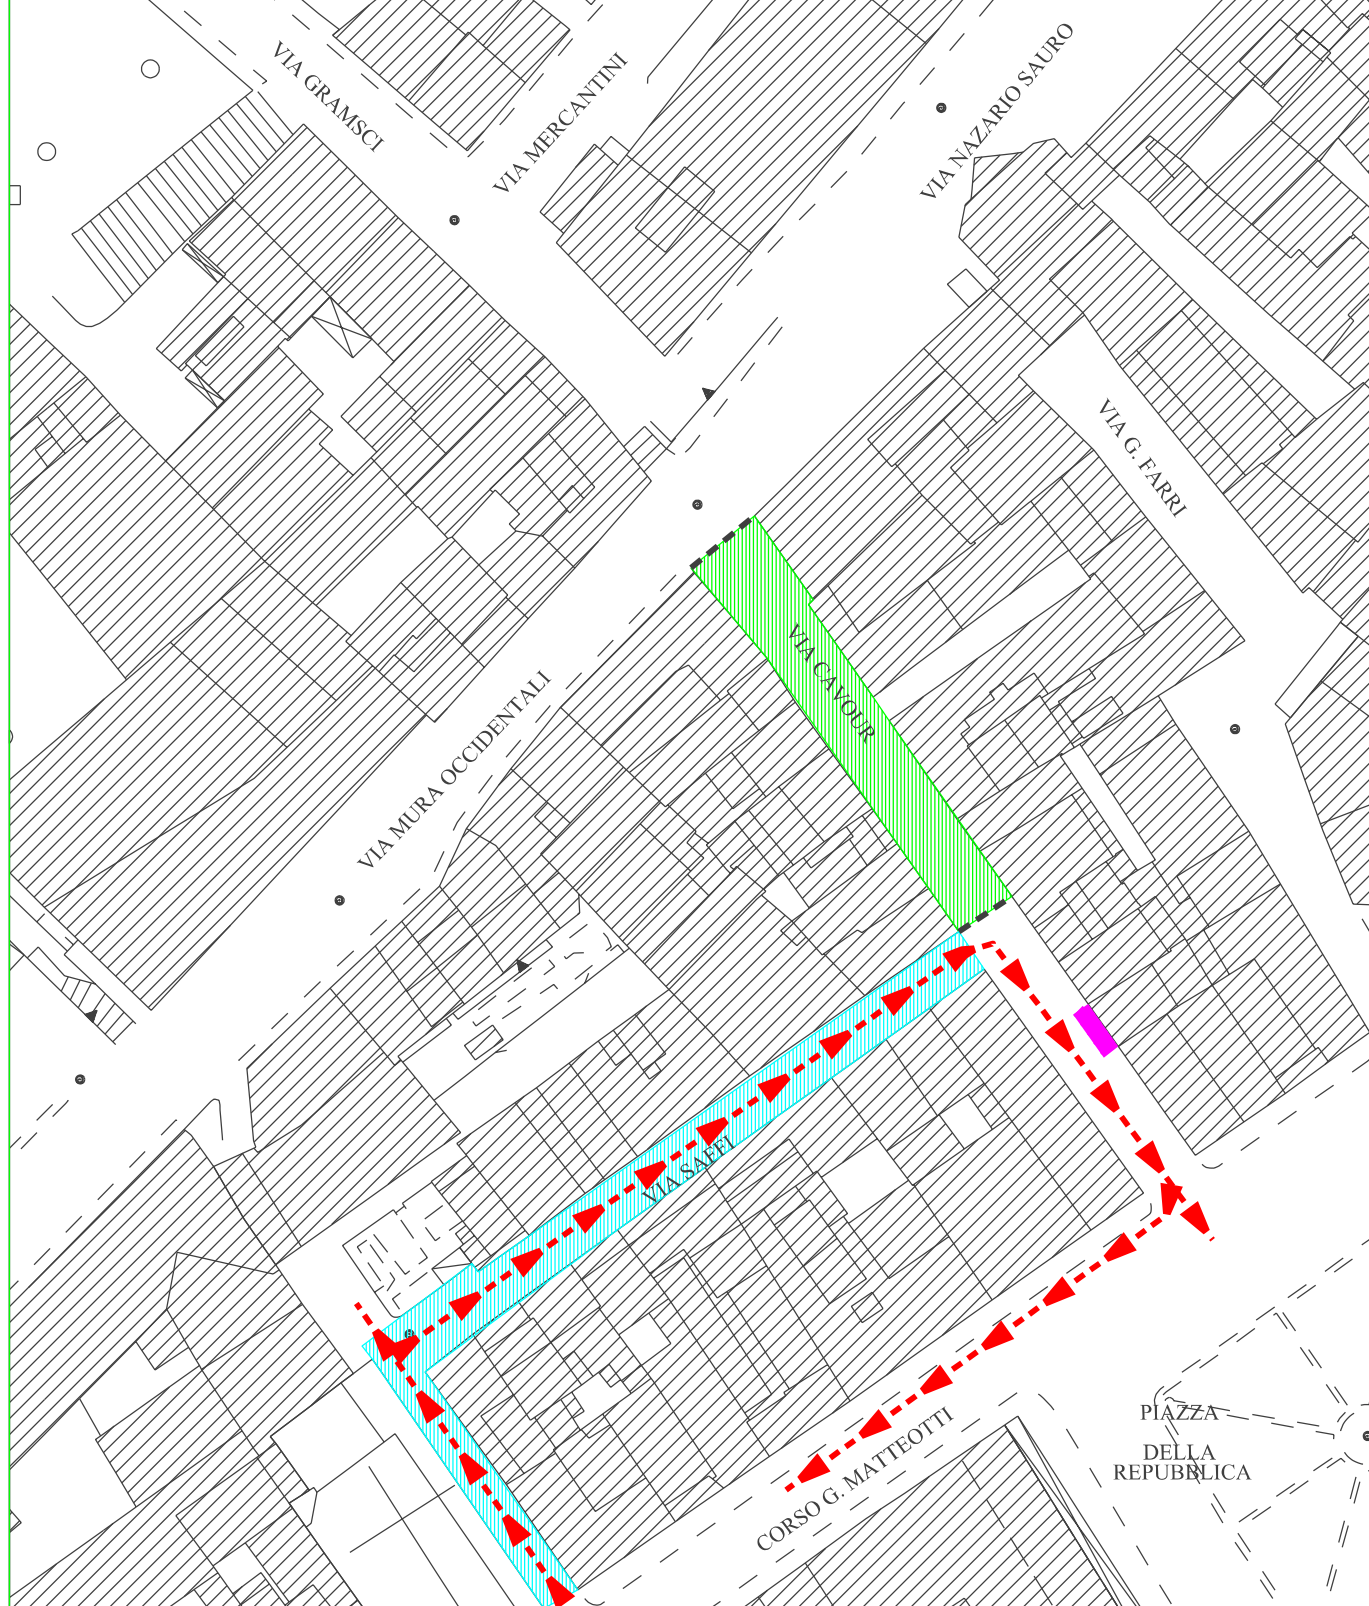 VIA GRAMSCI
VIA MERCANTINI
VIA NAZARIO SAURO
VIA G. FARRI
VIA CAVOUR
VIA MURA OCCIDENTALI
VIA SAFFI
CORSO G. MATTEOTTI
PIAZZA
DELLA
REPUBBLICA